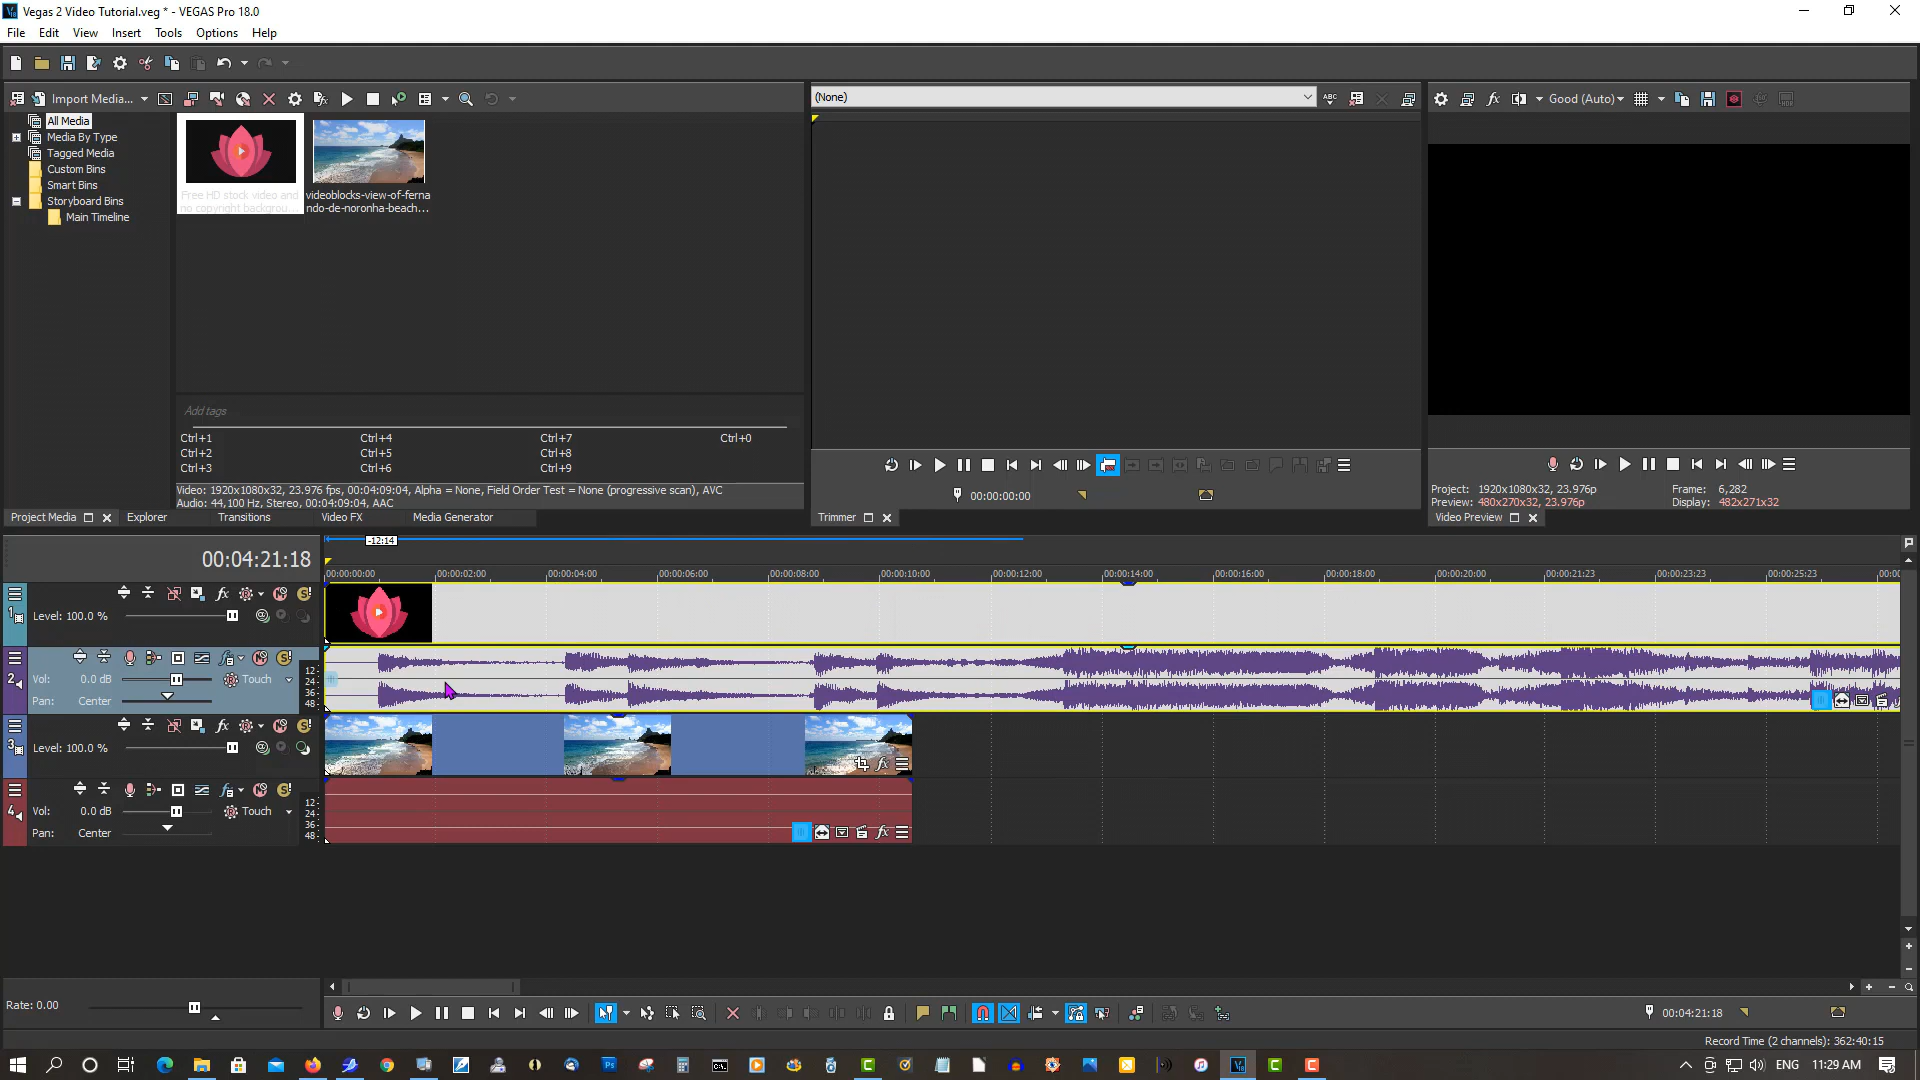 Vegas 2 Video Tutorial.veg * - VEGAS Pro 18.0
File Edit View Insert Tools Options Help
Import Media...
(None)
Good (Auto)
All Media
Media By Type
Tagged Media
Custom Bins
Smart Bins
Storyboard Bins
Main Timeline
Free HD stock video and
no copyright backgrou...
videoblocks-view-of-ferna
ndo-de-noronha-beach...
Add tags
Ctrl+1 Ctrl+4 Ctrl+7 Ctrl+0
Ctrl+2 Ctrl+5 Ctrl+8
Ctrl+3 Ctrl+6 Ctrl+9
Video: 1920x1080x32, 23.976 fps, 00:04:09:04, Alpha = None, Field Order Test = None (progressive scan), AVC
Audio: 44,100 Hz, Stereo, 00:04:09:04, AAC
00:00:00:00
Project: 1920x1080x32, 23.976p Frame: 6,282
Preview: 480x270x32, 23.976p Display: 482x271x32
Project Media Explorer Transitions Video FX Media Generator
Trimmer
Video Preview
00:04:21:18
-12:14
00:00:00:00 00:00:02:00 00:00:04:00 00:00:06:00 00:00:08:00 00:00:10:00 00:00:12:00 00:00:14:00 00:00:16:00 00:00:18:00 00:00:20:00 00:00:21:23 00:00:23:23 00:00:25:23 00:00
1
Level: 100.0 %
2
Vol: 0.0 dB Touch
Pan: Center
12
24
36
48
3
Level: 100.0 %
4
Vol: 0.0 dB Touch
Pan: Center
12
24
36
48
Rate: 0.00
00:04:21:18
Record Time (2 channels): 362:40:15
ENG 11:29 AM